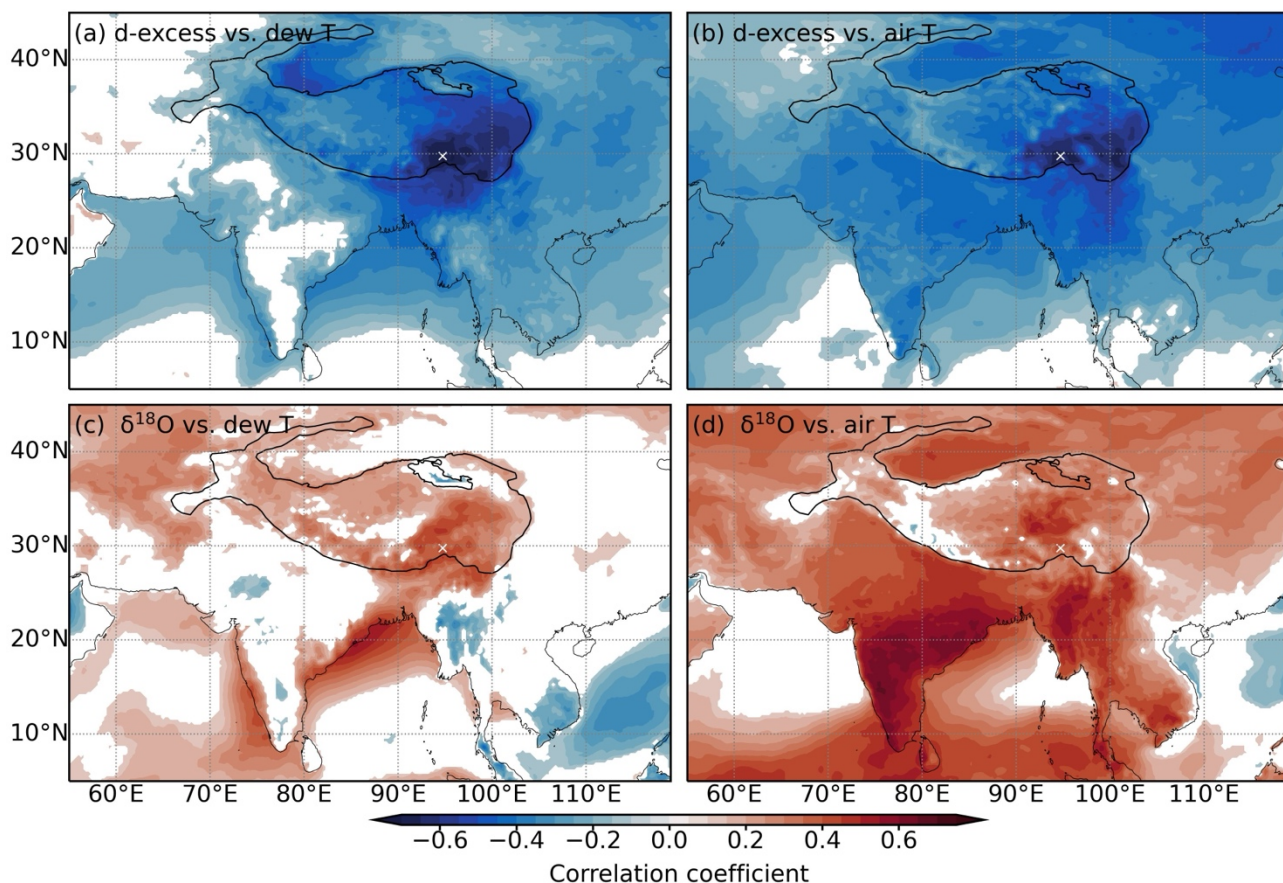 (a) d-excess vs. dew T
(b) d-excess vs. air T
40°N
30°N
20°N
10°N
(c) δ¹⁸O vs. dew T
(d) δ¹⁸O vs. air T
40°N
30°N
20°N
10°N
60°E 70°E 80°E 90°E 100°E 110°E
60°E 70°E 80°E 90°E 100°E 110°E
−0.6 −0.4 −0.2 0.0 0.2 0.4 0.6
Correlation coefficient